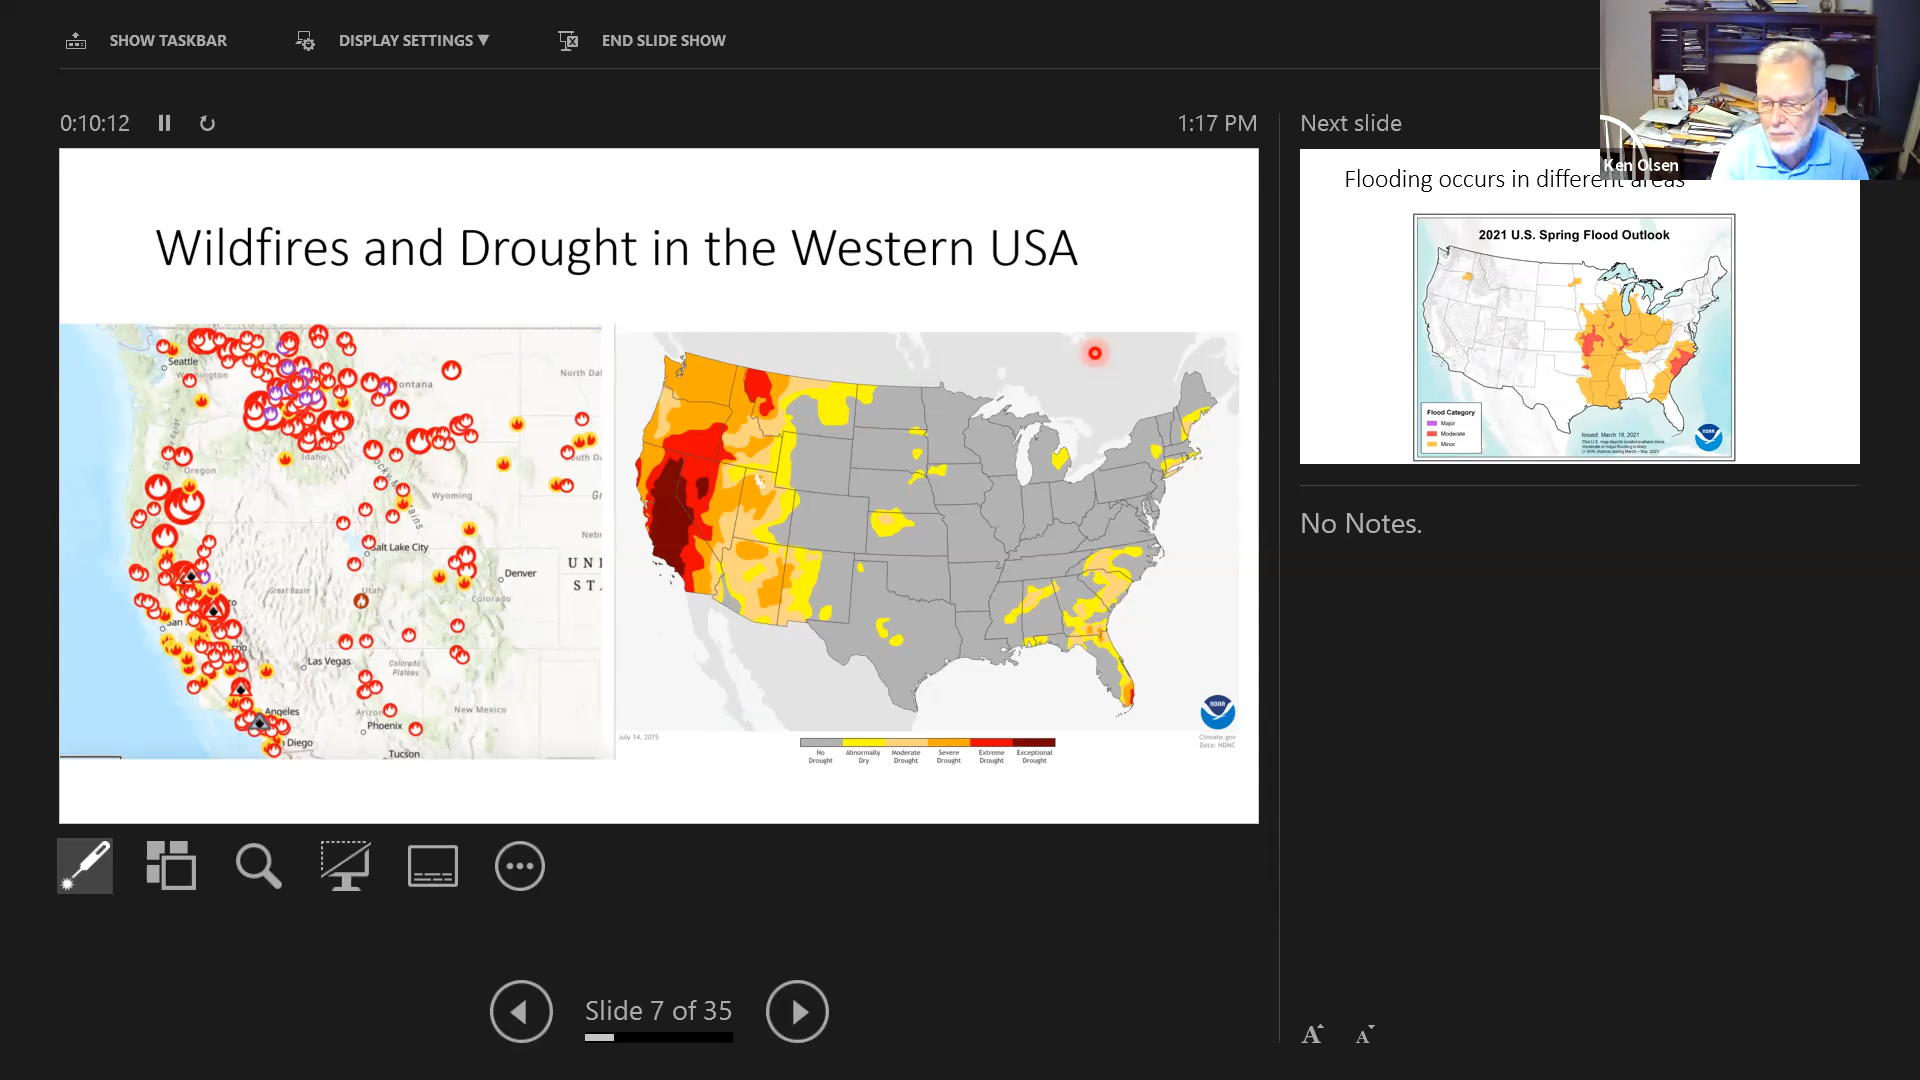 SHOW TASKBAR
DISPLAY SETTINGS ▼
END SLIDE SHOW
0:10:12
1:17 PM
Next slide
Ken Olsen
Wildfires and Drought in the Western USA
Seattle
Washington
Montana
North Da
Oregon
Idaho
South Da
Wyoming
Gr
Nebr
Salt Lake City
UNI
ST.
Great Basin
Utah
Denver
Colorado
San
Las Vegas
Colorado
Plateau
Angeles
New Mexico
Arizon
Phoenix
Diego
Tucson
July 14, 2015
No
Drought
Abnormally
Dry
Moderate
Drought
Severe
Drought
Extreme
Drought
Exceptional
Drought
NOAA
Climate.gov
Data: NDMC
Flooding occurs in different areas
2021 U.S. Spring Flood Outlook
Flood Category
Major
Moderate
Minor
Issued: March 18, 2021
NOAA
No Notes.
Slide 7 of 35
A A